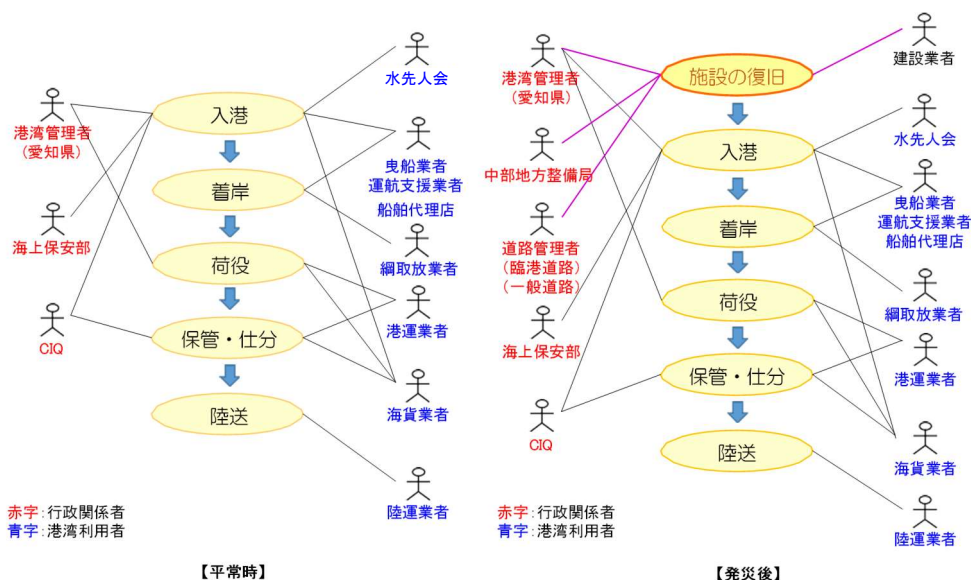 入港
着岸
荷役
保管・仕分
陸送
港湾管理者
(愛知県)
海上保安部
CIQ
水先人会
曳船業者
運航支援業者
船舶代理店
綱取放業者
港運業者
海貨業者
陸運業者
赤字:行政関係者
青字:港湾利用者
【平常時】
施設の復旧
入港
着岸
荷役
保管・仕分
陸送
港湾管理者
(愛知県)
中部地方整備局
道路管理者
(臨港道路)
(一般道路)
海上保安部
CIQ
建設業者
水先人会
曳船業者
運航支援業者
船舶代理店
綱取放業者
港運業者
海貨業者
陸運業者
赤字:行政関係者
青字:港湾利用者
【発災後】